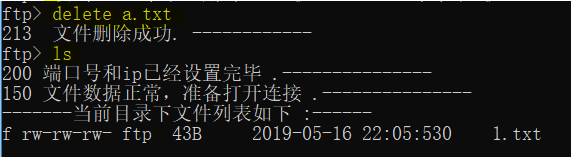 ftp> delete a.txt
213  文件删除成功. ------------
ftp> ls
200 端口号和ip已经设置完毕 .---------------
150 文件数据正常，准备打开连接 .---------------
-------当前目录下文件列表如下 :------
f rw-rw-rw- ftp  43B     2019-05-16 22:05:530    1.txt